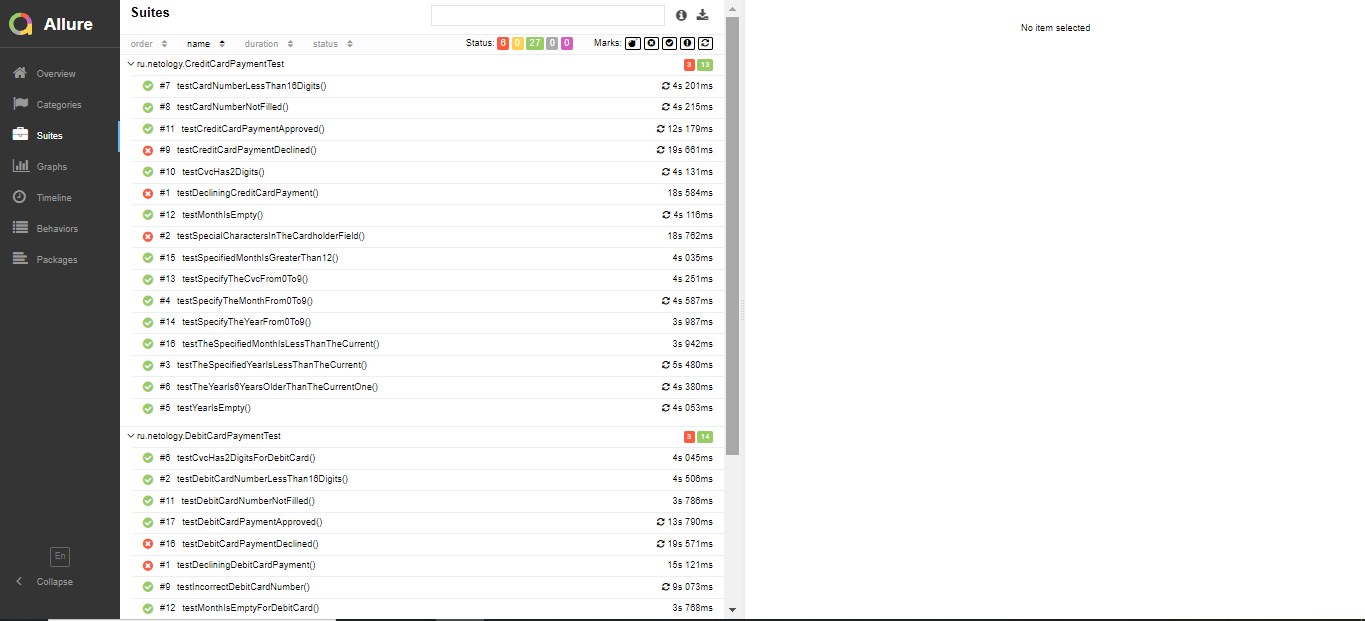 Allure
Overview
Categories
Suites
Graphs
Timeline
Behaviors
Packages
En
Collapse
Suites
order name duration status Status: 6 0 27 0 0 Marks:
ru.netology.CreditCardPaymentTest 3 13
#7 testCardNumberLessThan16Digits() 4s 201ms
#8 testCardNumberNotFilled() 4s 215ms
#11 testCreditCardPaymentApproved() 12s 179ms
#9 testCreditCardPaymentDeclined() 19s 661ms
#10 testCvcHas2Digits() 4s 131ms
#1 testDecliningCreditCardPayment() 18s 584ms
#12 testMonthIsEmpty() 4s 116ms
#2 testSpecialCharactersInTheCardholderField() 18s 762ms
#15 testSpecifiedMonthIsGreaterThan12() 4s 035ms
#13 testSpecifyTheCvcFrom0To9() 4s 251ms
#4 testSpecifyTheMonthFrom0To9() 4s 587ms
#14 testSpecifyTheYearFrom0To9() 3s 987ms
#16 testTheSpecifiedMonthIsLessThanTheCurrent() 3s 942ms
#3 testTheSpecifiedYearIsLessThanTheCurrent() 5s 480ms
#6 testTheYearIs6YearsOlderThanTheCurrentOne() 4s 380ms
#5 testYearIsEmpty() 4s 053ms
ru.netology.DebitCardPaymentTest 3 14
#6 testCvcHas2DigitsForDebitCard() 4s 045ms
#2 testDebitCardNumberLessThan16Digits() 4s 506ms
#11 testDebitCardNumberNotFilled() 3s 786ms
#17 testDebitCardPaymentApproved() 13s 790ms
#16 testDebitCardPaymentDeclined() 19s 571ms
#1 testDecliningDebitCardPayment() 15s 121ms
#9 testIncorrectDebitCardNumber() 9s 073ms
#12 testMonthIsEmptyForDebitCard() 3s 768ms
No item selected